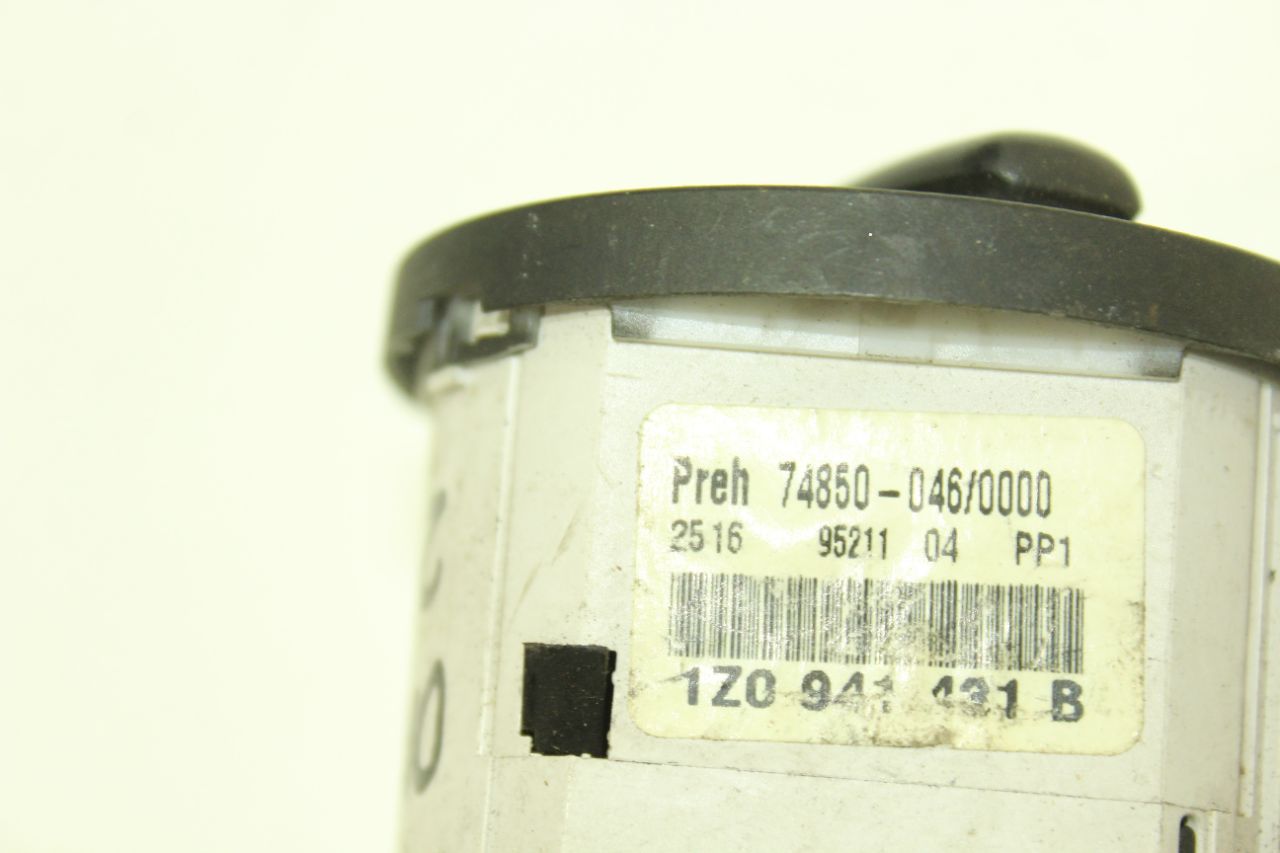 Preh 74850-046/0000
2516 95211 04 PP1
1Z0 941 431 B